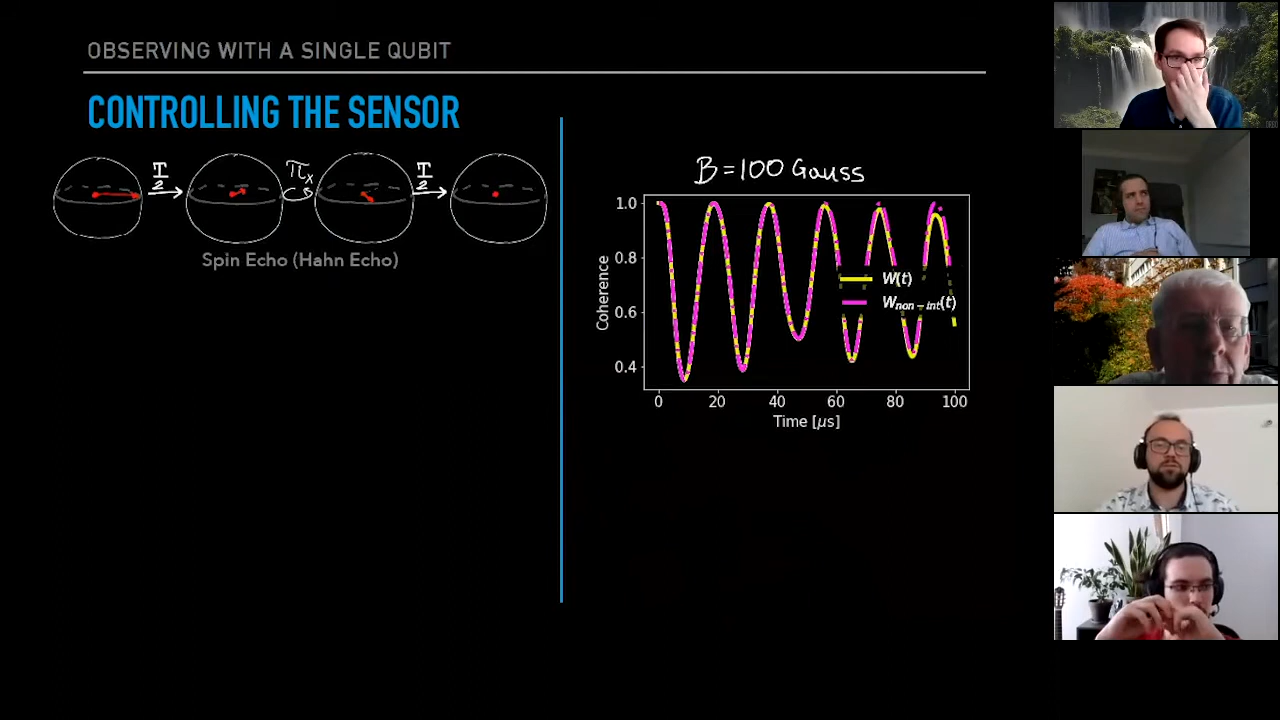 OBSERVING WITH A SINGLE QUBIT
CONTROLLING THE SENSOR
T/2 πx T/2
Spin Echo (Hahn Echo)
B = 100 Gauss
1.0
0.8
0.6
0.4
Coherence
W(t)
Wnon−int(t)
0 20 40 60 80 100
Time [μs]